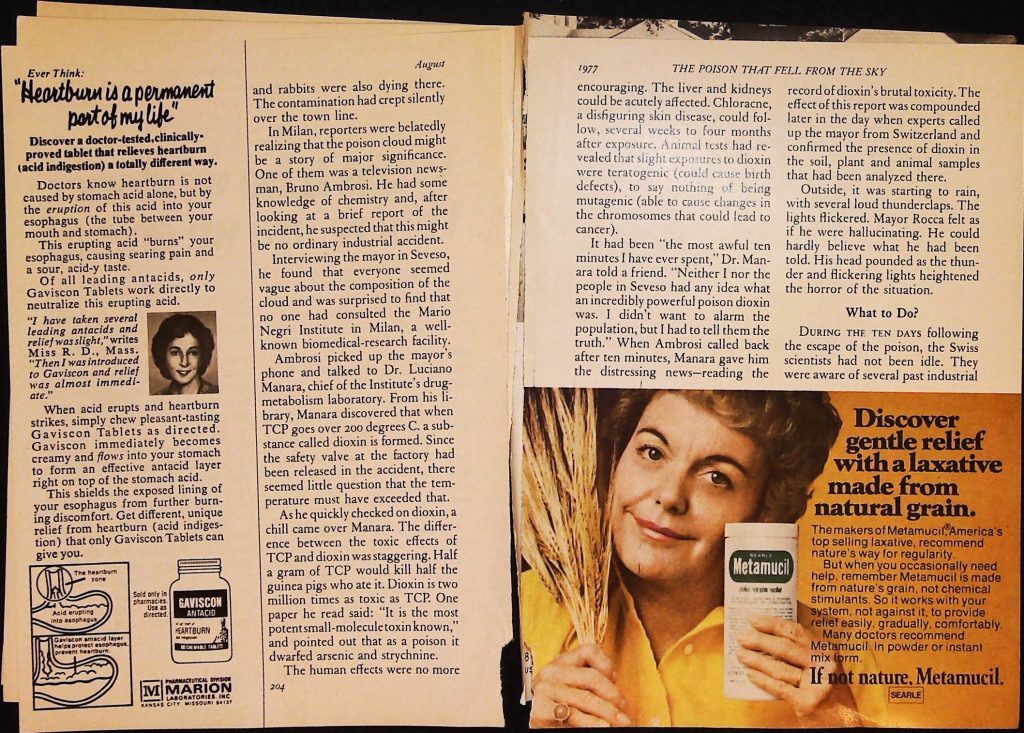 Ever Think:
"Heartburn is a permanent
part of my life"
Discover a doctor-tested, clinically-
proved tablet that relieves heartburn
(acid indigestion) a totally different way.
Doctors know heartburn is not
caused by stomach acid alone, but by
the eruption of this acid into your
esophagus (the tube between your
mouth and stomach).
This erupting acid "burns" your
esophagus, causing searing pain and
a sour, acid-y taste.
Of all leading antacids, only
Gaviscon Tablets work directly to
neutralize this erupting acid.
"I have taken several
leading antacids and
relief was slight," writes
Miss R. D., Mass.
"Then I was introduced
to Gaviscon and relief
was almost immedi-
ate."
When acid erupts and heartburn
strikes, simply chew pleasant-tasting
Gaviscon Tablets as directed.
Gaviscon immediately becomes
creamy and flows into your stomach
to form an effective antacid layer
right on top of the stomach acid.
This shields the exposed lining of
your esophagus from further burn-
ing discomfort. Get different, unique
relief from heartburn (acid indiges-
tion) that only Gaviscon Tablets can
give you.
The heartburn
zone
Acid erupting
into esophagus.
Gaviscon antacid layer
helps protect esophagus,
prevent heartburn.
Sold only in
pharmacies.
Use as
directed.
GAVISCON
ANTACID
HEARTBURN
M
PHARMACEUTICAL DIVISION
MARION
LABORATORIES, INC.
KANSAS CITY, MISSOURI 64137
August
and rabbits were also dying there.
The contamination had crept silently
over the town line.
In Milan, reporters were belatedly
realizing that the poison cloud might
be a story of major significance.
One of them was a television news-
man, Bruno Ambrosi. He had some
knowledge of chemistry and, after
looking at a brief report of the
incident, he suspected that this might
be no ordinary industrial accident.
Interviewing the mayor in Seveso,
he found that everyone seemed
vague about the composition of the
cloud and was surprised to find that
no one had consulted the Mario
Negri Institute in Milan, a well-
known biomedical-research facility.
Ambrosi picked up the mayor's
phone and talked to Dr. Luciano
Manara, chief of the Institute's drug-
metabolism laboratory. From his li-
brary, Manara discovered that when
TCP goes over 200 degrees C. a sub-
stance called dioxin is formed. Since
the safety valve at the factory had
been released in the accident, there
seemed little question that the tem-
perature must have exceeded that.
As he quickly checked on dioxin, a
chill came over Manara. The differ-
ence between the toxic effects of
TCP and dioxin was staggering. Half
a gram of TCP would kill half the
guinea pigs who ate it. Dioxin is two
million times as toxic as TCP. One
paper he read said: "It is the most
potent small-molecule toxin known,"
and pointed out that as a poison it
dwarfed arsenic and strychnine.
The human effects were no more
204
1977
THE POISON THAT FELL FROM THE SKY
encouraging. The liver and kidneys
could be acutely affected. Chloracne,
a disfiguring skin disease, could fol-
low, several weeks to four months
after exposure. Animal tests had re-
vealed that slight exposures to dioxin
were teratogenic (could cause birth
defects), to say nothing of being
mutagenic (able to cause changes in
the chromosomes that could lead to
cancer).
It had been "the most awful ten
minutes I have ever spent," Dr. Man-
ara told a friend. "Neither I nor the
people in Seveso had any idea what
an incredibly powerful poison dioxin
was. I didn't want to alarm the
population, but I had to tell them the
truth." When Ambrosi called back
after ten minutes, Manara gave him
the distressing news—reading the
record of dioxin's brutal toxicity. The
effect of this report was compounded
later in the day when experts called
up the mayor from Switzerland and
confirmed the presence of dioxin in
the soil, plant and animal samples
that had been analyzed there.
Outside, it was starting to rain,
with several loud thunderclaps. The
lights flickered. Mayor Rocca felt as
if he were hallucinating. He could
hardly believe what he had been
told. His head pounded as the thun-
der and flickering lights heightened
the horror of the situation.
What to Do?
DURING THE TEN DAYS following
the escape of the poison, the Swiss
scientists had not been idle. They
were aware of several past industrial
Discover
gentle relief
with a laxative
made from
natural grain.
The makers of Metamucil,® America's
top selling laxative, recommend
nature's way for regularity.
But when you occasionally need
help, remember Metamucil is made
from nature's grain, not chemical
stimulants. So it works with your
system, not against it, to provide
relief easily, gradually, comfortably.
Many doctors recommend
Metamucil. In powder or instant
mix form.
If not nature, Metamucil.
SEARLE
SEARLE
Metamucil